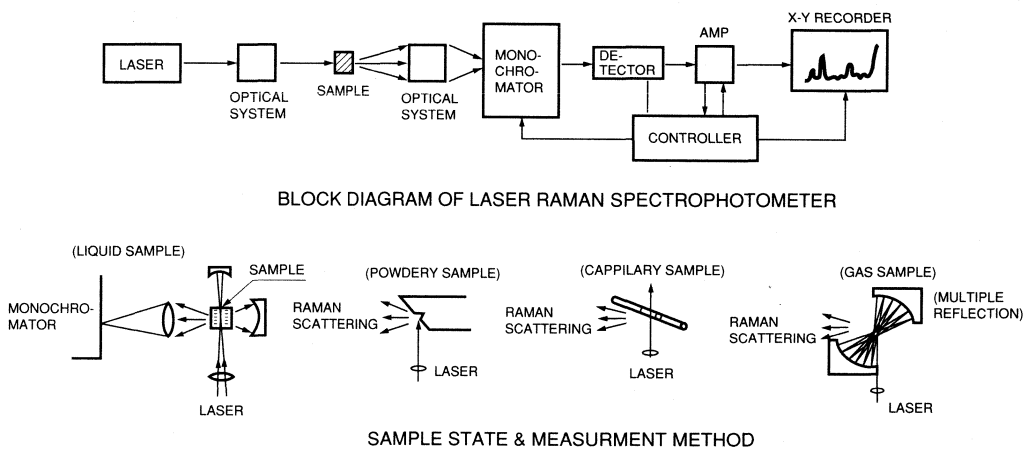 X-Y RECORDER
AMP
LASER
OPTICAL
SYSTEM
SAMPLE
OPTICAL
SYSTEM
MONO-
CHRO-
MATOR
DE-
TECTOR
CONTROLLER
BLOCK DIAGRAM OF LASER RAMAN SPECTROPHOTOMETER
(LIQUID SAMPLE)
SAMPLE
MONOCHRO-
MATOR
LASER
(POWDERY SAMPLE)
RAMAN
SCATTERING
LASER
(CAPPILARY SAMPLE)
RAMAN
SCATTERING
LASER
(GAS SAMPLE)
(MULTIPLE
REFLECTION)
RAMAN
SCATTERING
LASER
SAMPLE STATE & MEASURMENT METHOD